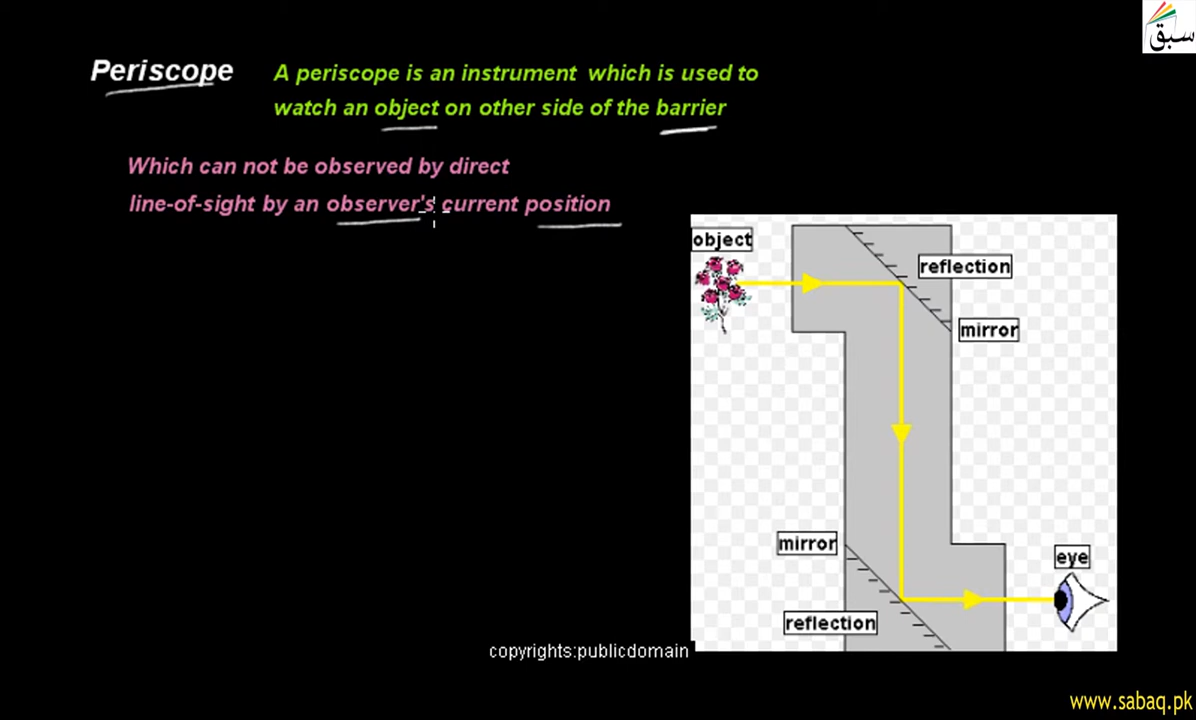 سبق
Periscope
A periscope is an instrument which is used to
watch an object on other side of the barrier
Which can not be observed by direct
line-of-sight by an observer's current position
object
reflection
mirror
mirror
eye
reflection
copyrights:publicdomain
www.sabaq.pk